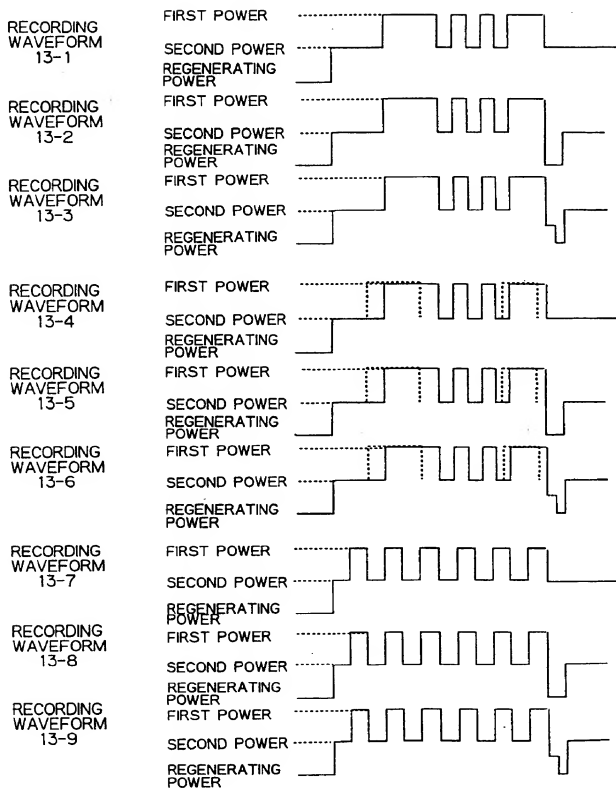 RECORDING
WAVEFORM
13-1
FIRST POWER
SECOND POWER
REGENERATING
POWER
RECORDING
WAVEFORM
13-2
FIRST POWER
SECOND POWER
REGENERATING
POWER
RECORDING
WAVEFORM
13-3
FIRST POWER
SECOND POWER
REGENERATING
POWER
RECORDING
WAVEFORM
13-4
FIRST POWER
SECOND POWER
REGENERATING
POWER
RECORDING
WAVEFORM
13-5
FIRST POWER
SECOND POWER
REGENERATING
POWER
RECORDING
WAVEFORM
13-6
FIRST POWER
SECOND POWER
REGENERATING
POWER
RECORDING
WAVEFORM
13-7
FIRST POWER
SECOND POWER
REGENERATING
POWER
RECORDING
WAVEFORM
13-8
FIRST POWER
SECOND POWER
REGENERATING
POWER
RECORDING
WAVEFORM
13-9
FIRST POWER
SECOND POWER
REGENERATING
POWER